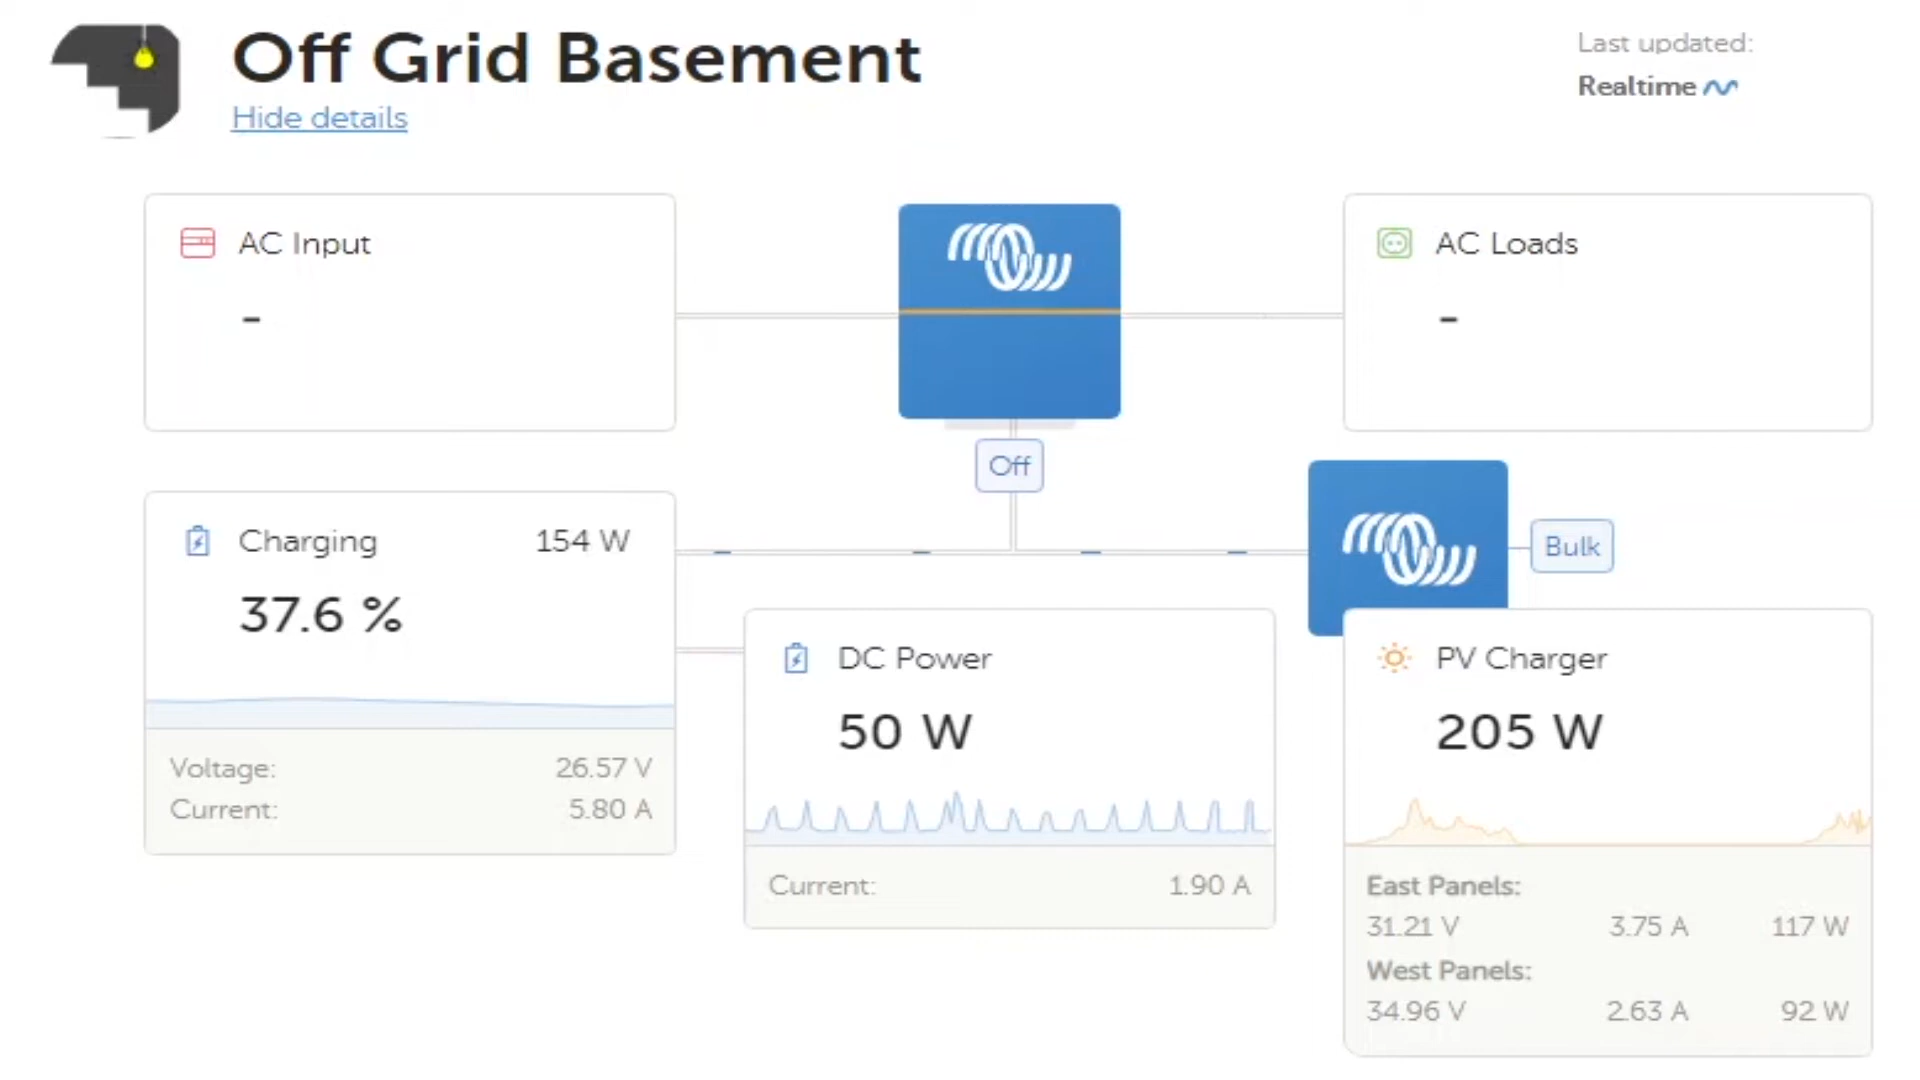 Off Grid Basement
Hide details
Last updated:
Realtime
AC Input
-
AC Loads
-
Off
Charging 154 W
37.6 %
Voltage: 26.57 V
Current: 5.80 A
Bulk
DC Power
50 W
Current: 1.90 A
PV Charger
205 W
East Panels:
31.21 V 3.75 A 117 W
West Panels:
34.96 V 2.63 A 92 W